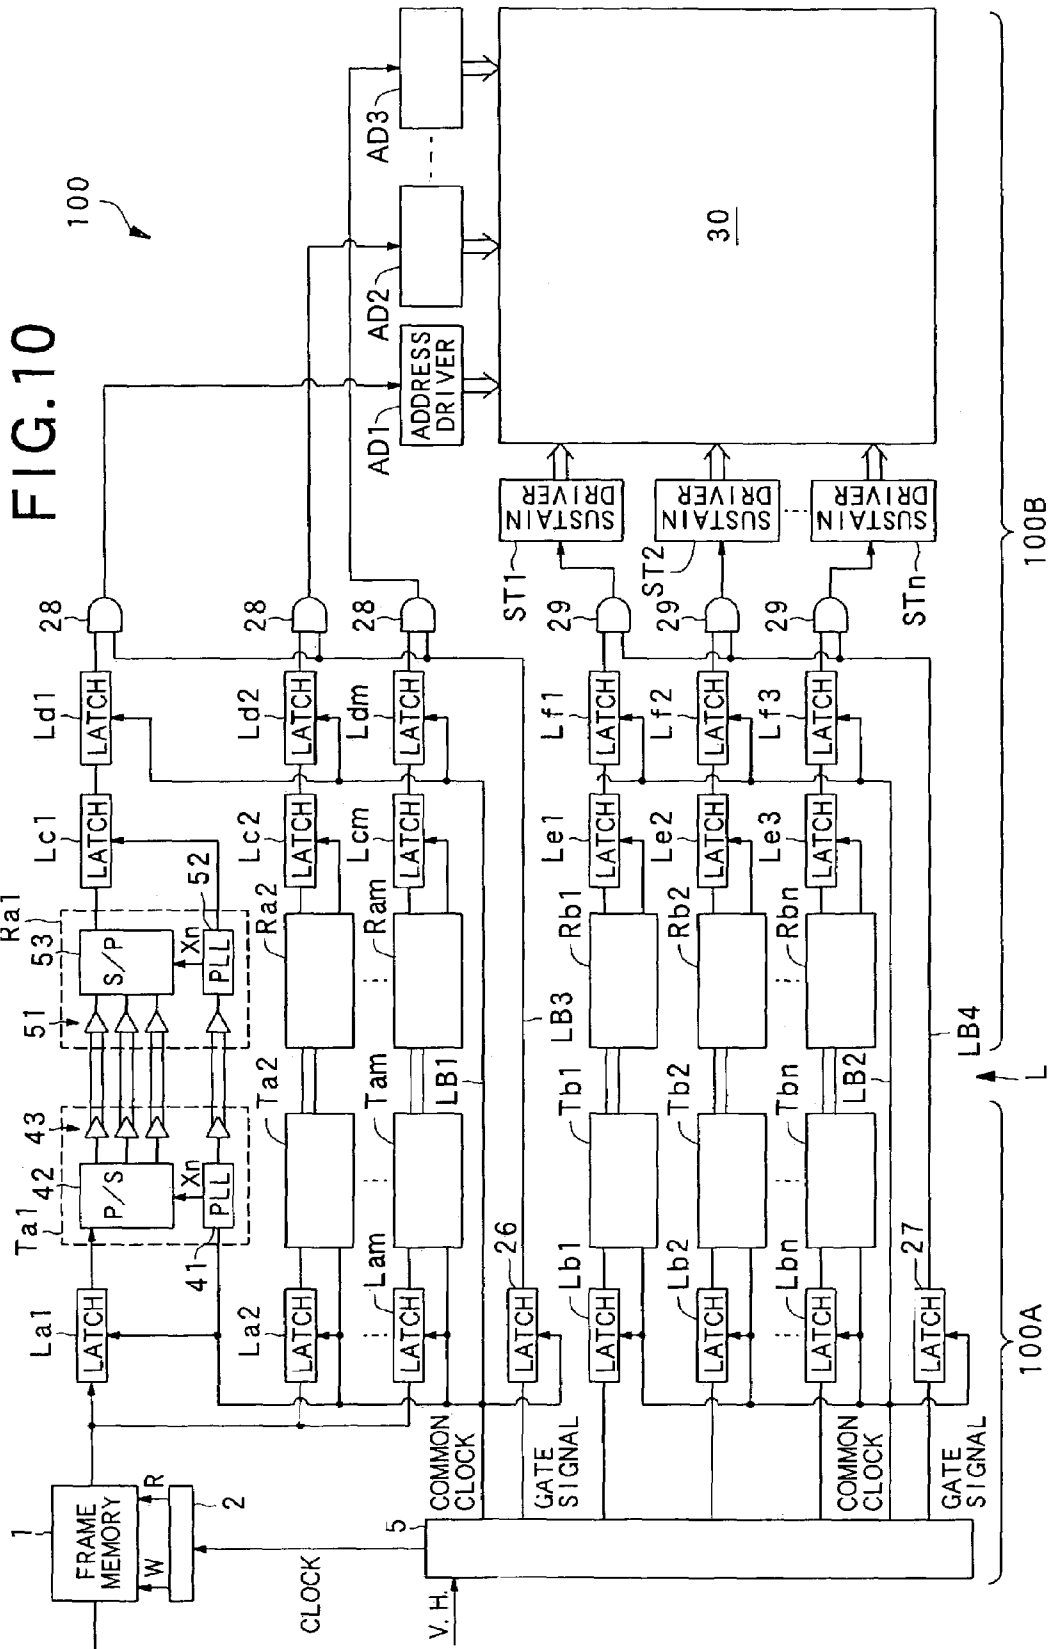 FIG. 10
100
1
FRAME
MEMORY
W
R
2
CLOCK
5
V. H.
La1
LATCH
Ta1
42
P/S
43
Xn
PLL
41
Ra1
51
53
S/P
Xn
52
PLL
Lc1
LATCH
Ld1
LATCH
28
La2
LATCH
Ta2
Ra2
Lc2
LATCH
Ld2
LATCH
28
Lam
LATCH
Tam
Ram
Lcm
LATCH
Ldm
LATCH
28
COMMON
CLOCK
LB1
GATE
SIGNAL
26
LATCH
LB3
Lb1
LATCH
Tb1
Rb1
Le1
LATCH
Lf1
LATCH
29
Lb2
LATCH
Tb2
Rb2
Le2
LATCH
Lf2
LATCH
29
Lbn
LATCH
Tbn
Rbn
Le3
LATCH
Lf3
LATCH
29
COMMON
CLOCK
LB2
GATE
SIGNAL
27
LATCH
LB4
AD1
ADDRESS
DRIVER
AD2
AD3
ST1
SUSTAIN
DRIVER
ST2
SUSTAIN
DRIVER
STn
SUSTAIN
DRIVER
30
100A
L
100B